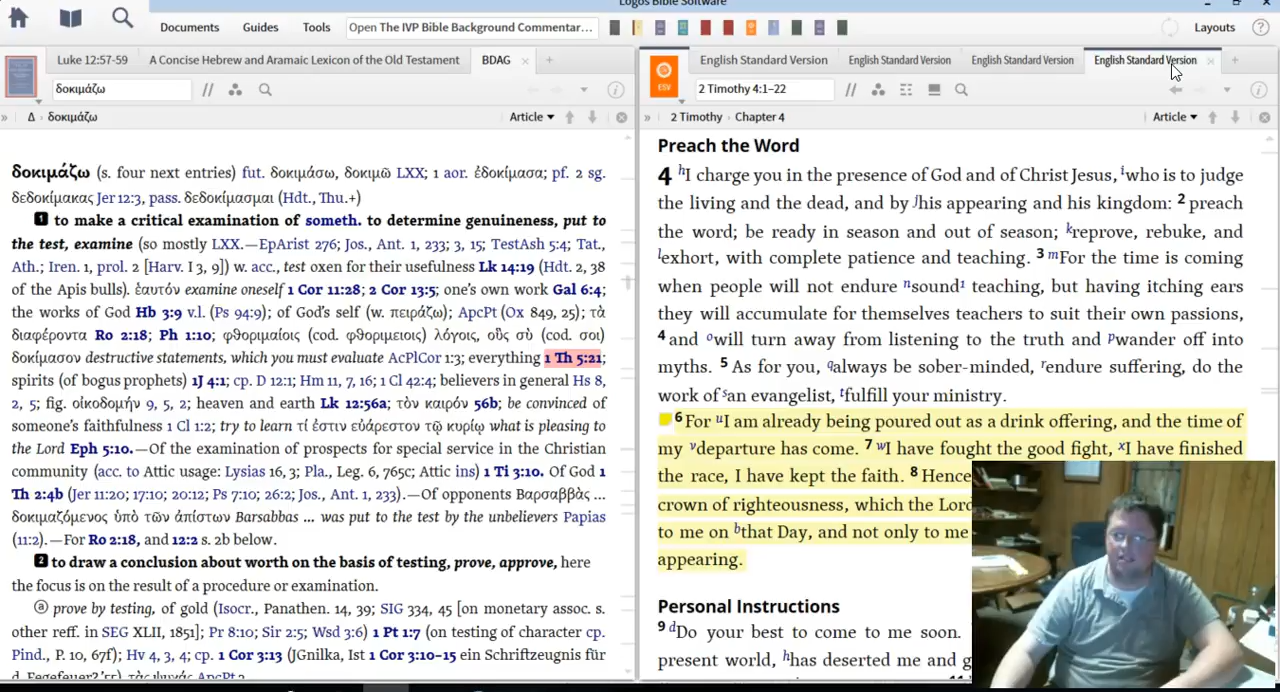 Logos Bible Software
Documents Guides Tools Open The IVP Bible Background Commentar... Layouts
Luke 12:57-59 A Concise Hebrew and Aramaic Lexicon of the Old Testament BDAG
English Standard Version English Standard Version English Standard Version English Standard Version
δοκιμάζω
2 Timothy 4:1–22
Δ · δοκιμάζω Article
2 Timothy · Chapter 4 Article
δοκιμάζω (s. four next entries) fut. δοκιμάσω, δοκιμῶ LXX; 1 aor. ἐδοκίμασα; pf. 2 sg.
δεδοκίμακας Jer 12:3, pass. δεδοκίμασμαι (Hdt., Thu.+)
1 to make a critical examination of someth. to determine genuineness, put to
the test, examine (so mostly LXX.—EpArist 276; Jos., Ant. 1, 233; 3, 15; TestAsh 5:4; Tat.,
Ath.; Iren. 1, prol. 2 [Harv. I 3, 9]) w. acc., test oxen for their usefulness Lk 14:19 (Hdt. 2, 38
of the Apis bulls). ἑαυτόν examine oneself 1 Cor 11:28; 2 Cor 13:5; one’s own work Gal 6:4;
the works of God Hb 3:9 v.l. (Ps 94:9); of God’s self (w. πειράζω); ApcPt (Ox 849, 25); τὰ
διαφέροντα Ro 2:18; Ph 1:10; φθοριμαίοις (cod. φθοριμειοις) λόγοις, οὓς σὺ (cod. σοι)
δοκίμασον destructive statements, which you must evaluate AcPlCor 1:3; everything 1 Th 5:21;
spirits (of bogus prophets) 1J 4:1; cp. D 12:1; Hm 11, 7, 16; 1 Cl 42:4; believers in general Hs 8,
2, 5; fig. οἰκοδομήν 9, 5, 2; heaven and earth Lk 12:56a; τὸν καιρόν 56b; be convinced of
someone’s faithfulness 1 Cl 1:2; try to learn τί ἐστιν εὐάρεστον τῷ κυρίῳ what is pleasing to
the Lord Eph 5:10.—Of the examination of prospects for special service in the Christian
community (acc. to Attic usage: Lysias 16, 3; Pla., Leg. 6, 765c; Attic ins) 1 Ti 3:10. Of God 1
Th 2:4b (Jer 11:20; 17:10; 20:12; Ps 7:10; 26:2; Jos., Ant. 1, 233).—Of opponents Βαρσαββᾶς ...
δοκιμαζόμενος ὑπὸ τῶν ἀπίστων Barsabbas ... was put to the test by the unbelievers Papias
(11:2).—For Ro 2:18, and 12:2 s. 2b below.
2 to draw a conclusion about worth on the basis of testing, prove, approve, here
the focus is on the result of a procedure or examination.
ⓐ prove by testing, of gold (Isocr., Panathen. 14, 39; SIG 334, 45 [on monetary assoc. s.
other reff. in SEG XLII, 1851]; Pr 8:10; Sir 2:5; Wsd 3:6) 1 Pt 1:7 (on testing of character cp.
Pind., P. 10, 67f); Hv 4, 3, 4; cp. 1 Cor 3:13 (JGnilka, Ist 1 Cor 3:10–15 ein Schriftzeugnis für
Preach the Word
4 hI charge you in the presence of God and of Christ Jesus, iwho is to judge
the living and the dead, and by jhis appearing and his kingdom: 2 preach
the word; be ready in season and out of season; kreprove, rebuke, and
lexhort, with complete patience and teaching. 3 mFor the time is coming
when people will not endure nsound1 teaching, but having itching ears
they will accumulate for themselves teachers to suit their own passions,
4 and owill turn away from listening to the truth and pwander off into
myths. 5 As for you, qalways be sober-minded, rendure suffering, do the
work of san evangelist, tfulfill your ministry.
6 For uI am already being poured out as a drink offering, and the time of
my vdeparture has come. 7 wI have fought the good fight, xI have finished
the race, I have kept the faith. 8 Hence
crown of righteousness, which the Lord
to me on bthat Day, and not only to me
appearing.
Personal Instructions
9 dDo your best to come to me soon.
present world, hhas deserted me and g